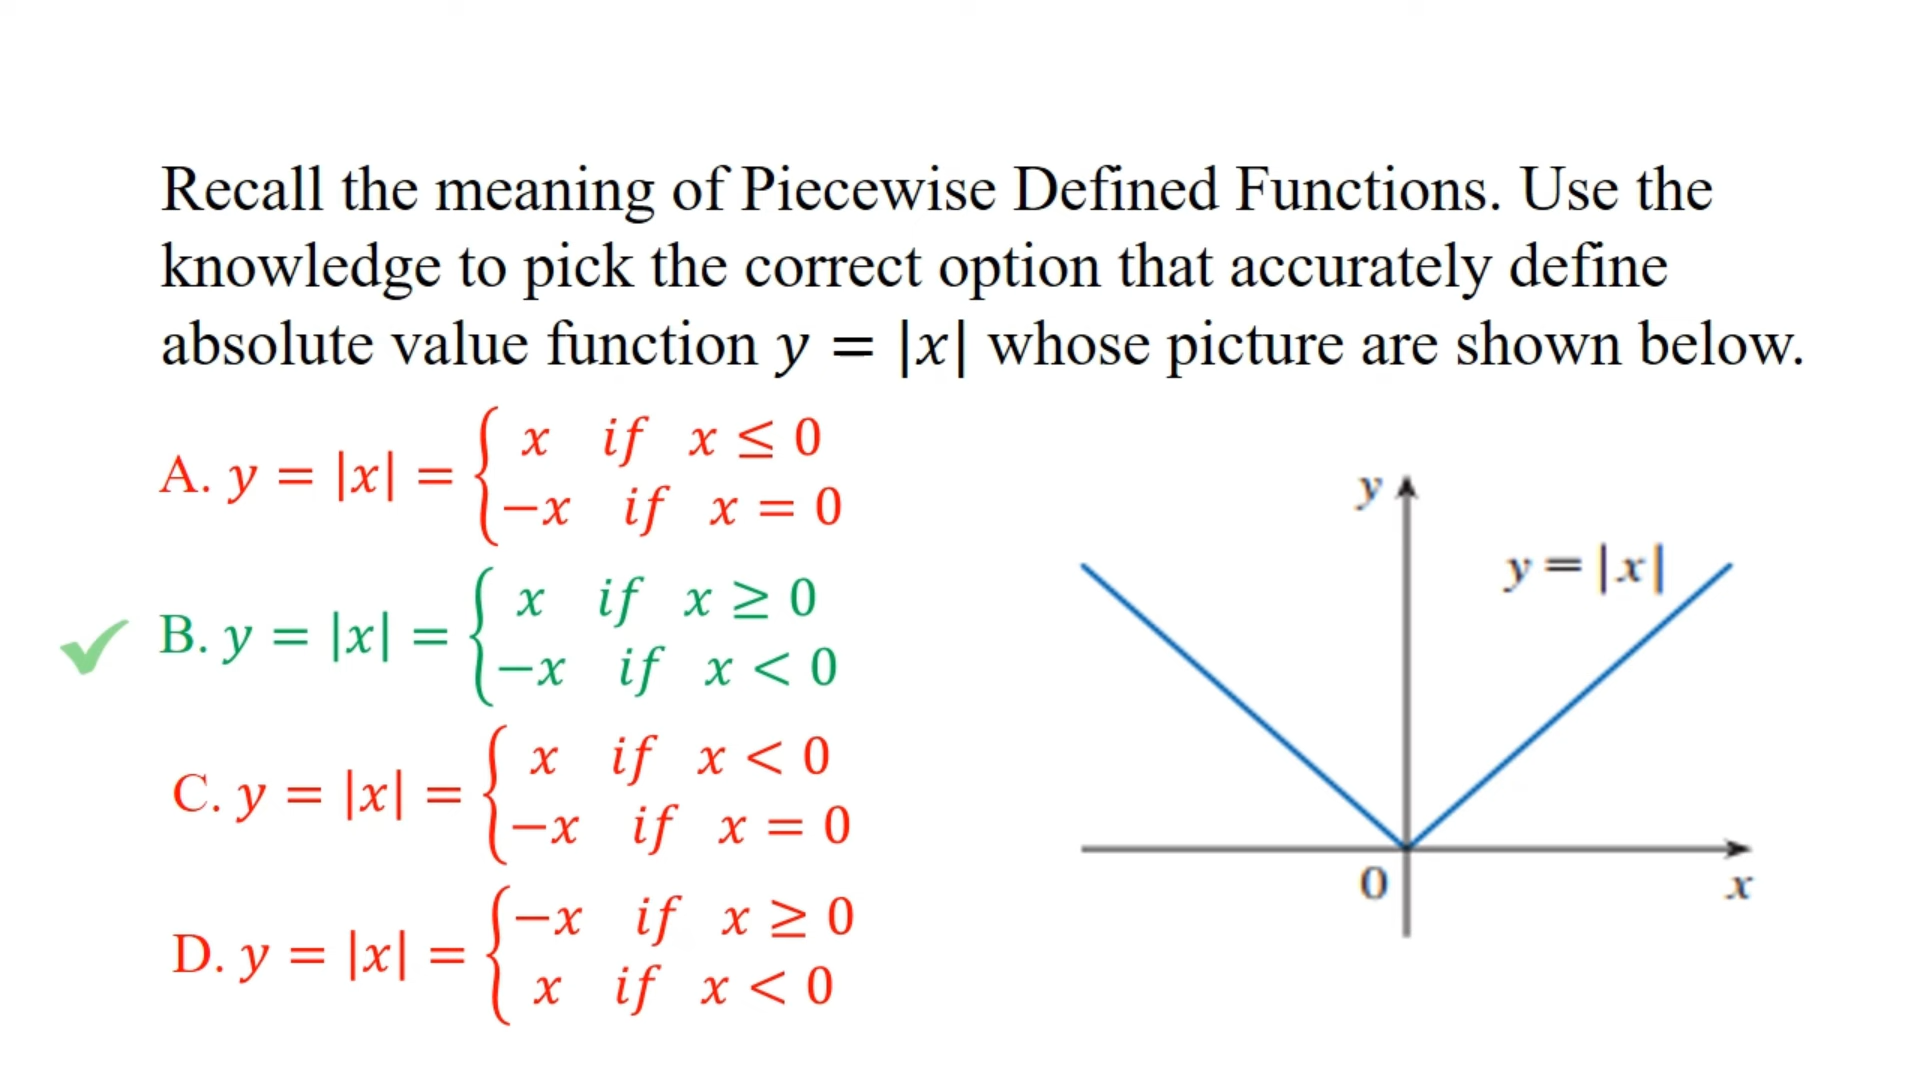 Recall the meaning of Piecewise Defined Functions. Use the
knowledge to pick the correct option that accurately define
absolute value function y = |x| whose picture are shown below.
A. y = |x| = { x if x ≤ 0
−x if x = 0
B. y = |x| = { x if x ≥ 0
−x if x < 0
C. y = |x| = { x if x < 0
−x if x = 0
D. y = |x| = { −x if x ≥ 0
x if x < 0
y
y = |x|
0
x